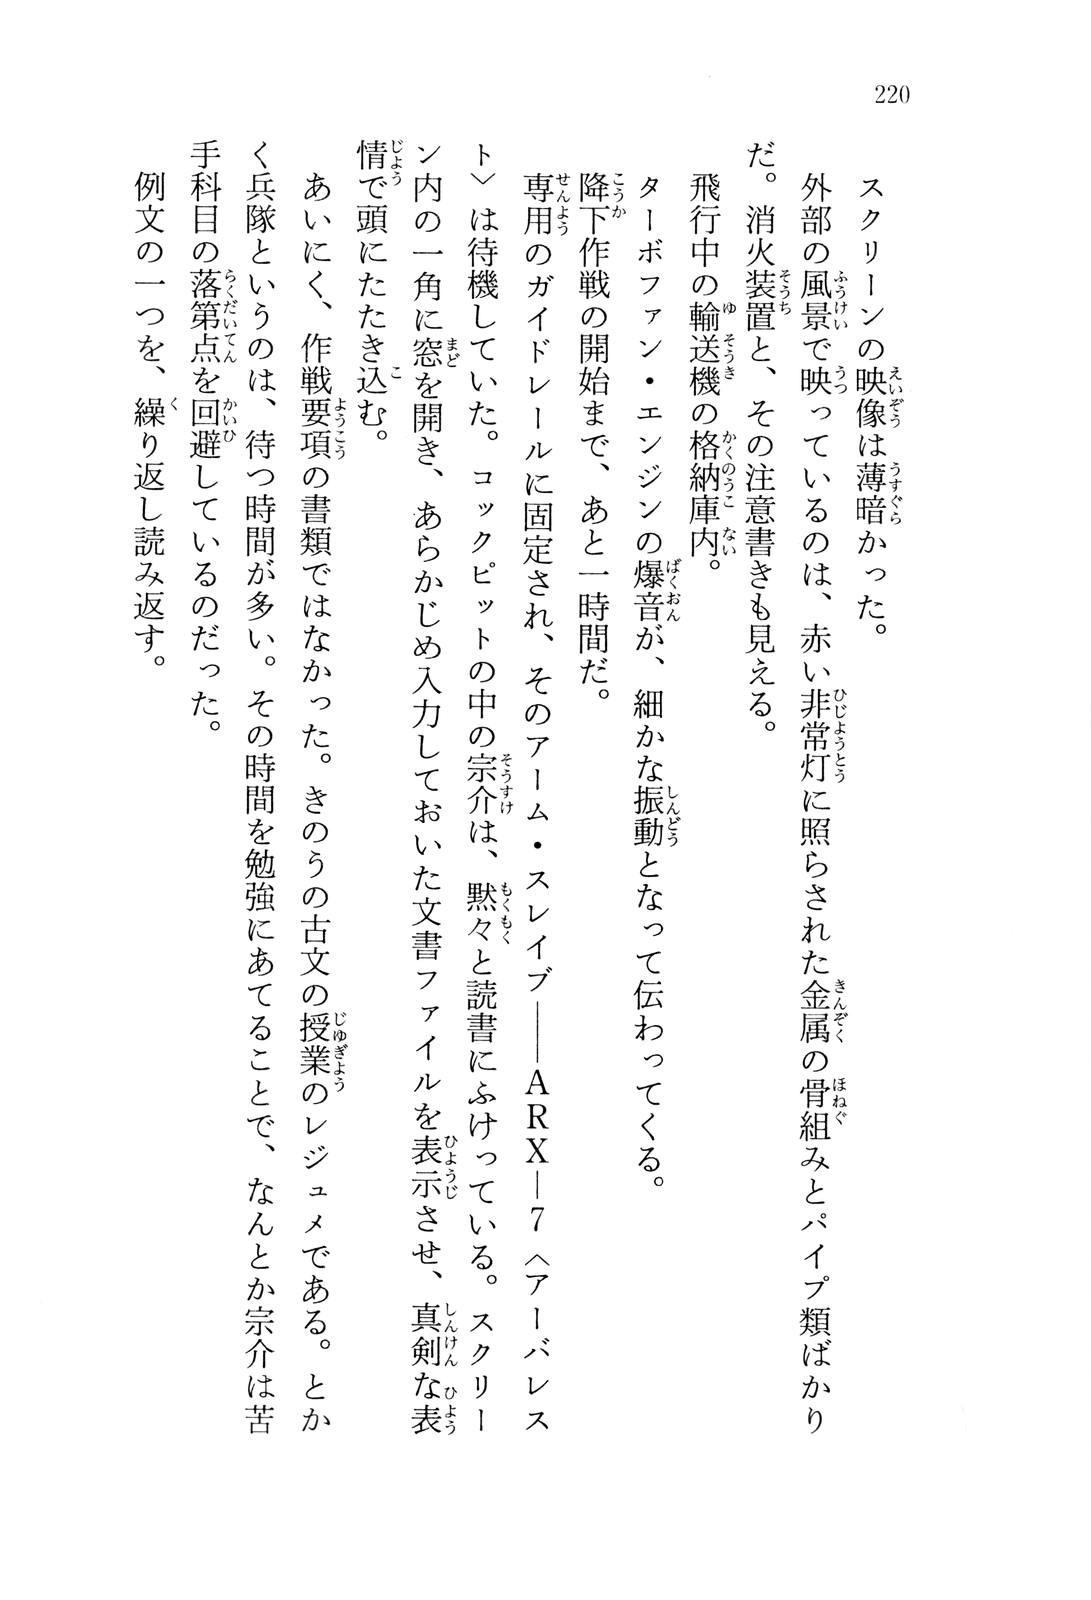 220
スクリーンの映像は薄暗かった。
外部の風景で映っているのは、赤い非常灯に照らされた金属の骨組みとパイプ類ばかり
だ。消火装置と、その注意書きも見える。
飛行中の輸送機の格納庫内。
ターボファン・エンジンの爆音が、細かな振動となって伝わってくる。
降下作戦の開始まで、あと一時間だ。
専用のガイドレールに固定され、そのアーム・スレイブ——ARX—7〈アーバレス
ト〉は待機していた。コックピットの中の宗介は、黙々と読書にふけっている。スクリー
ン内の一角に窓を開き、あらかじめ入力しておいた文書ファイルを表示させ、真剣な表
情で頭にたたき込む。
あいにく、作戦要項の書類ではなかった。きのうの古文の授業のレジュメである。とか
く兵隊というのは、待つ時間が多い。その時間を勉強にあてることで、なんとか宗介は苦
手科目の落第点を回避しているのだった。
例文の一つを、繰り返し読み返す。